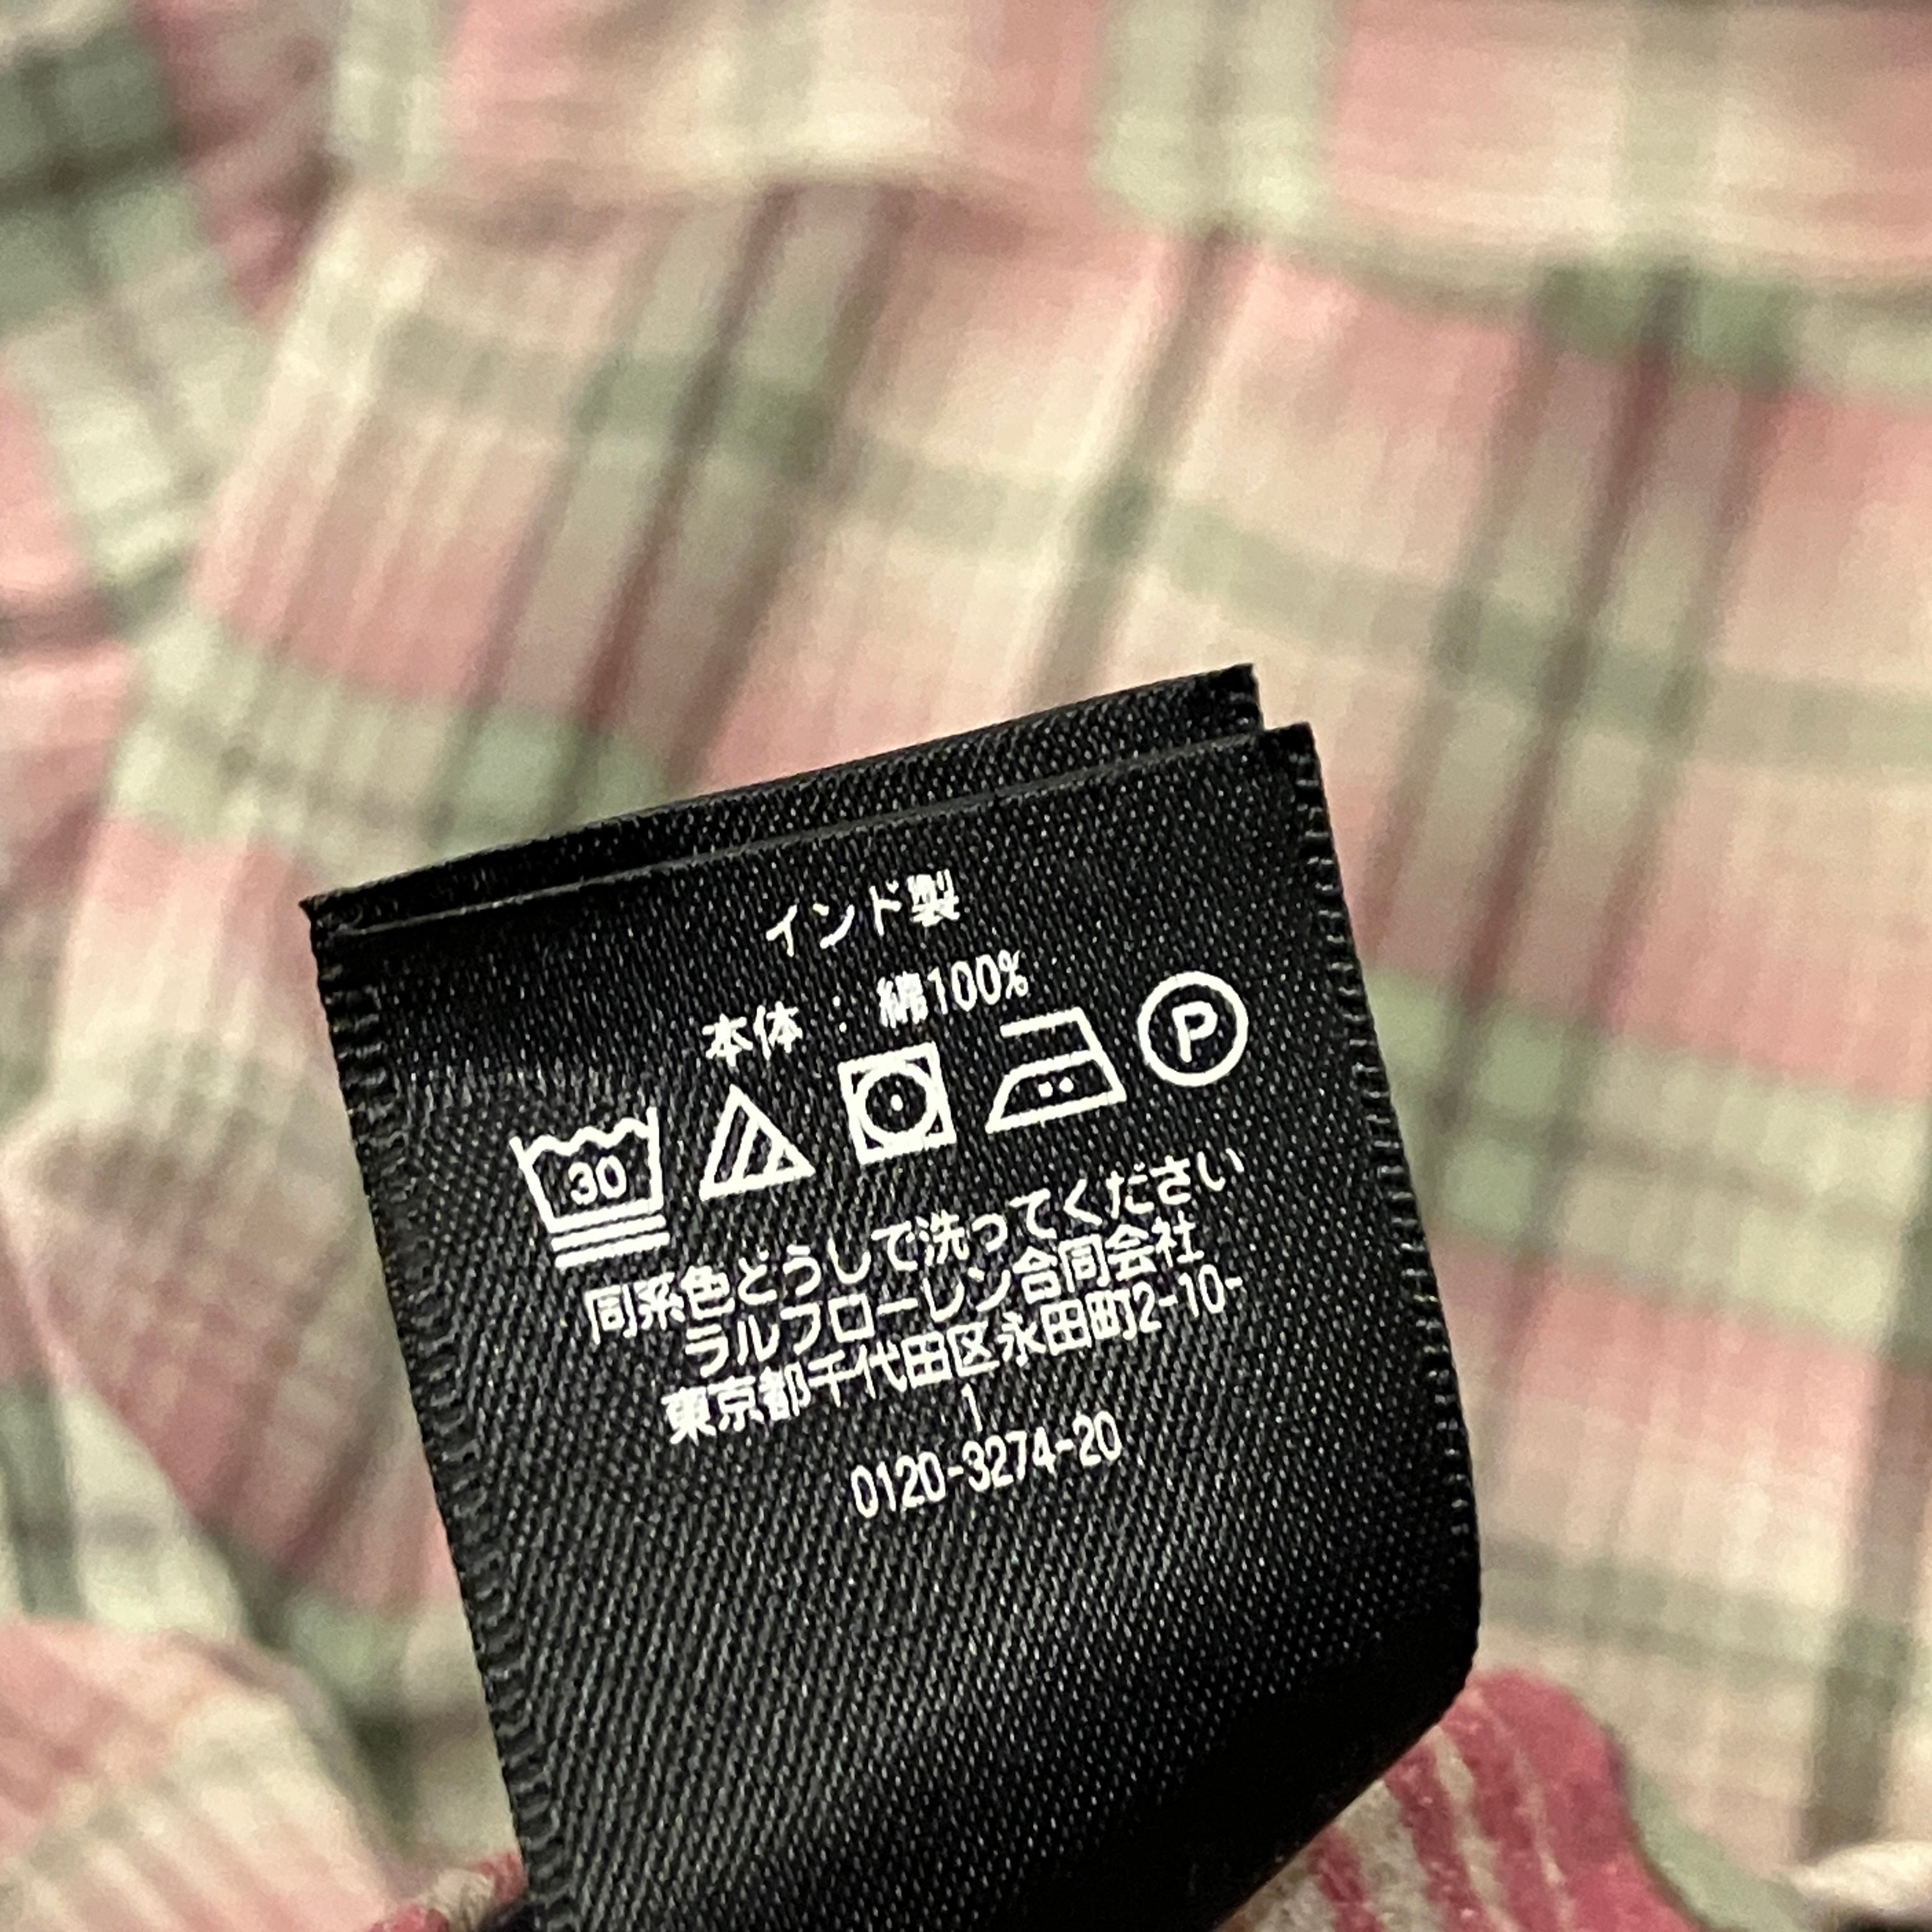 インド製
本体 : 綿100%
30
P
同系色どうしで洗ってください
ラルフローレン合同会社
東京都千代田区永田町2-10-
1
0120-3274-20